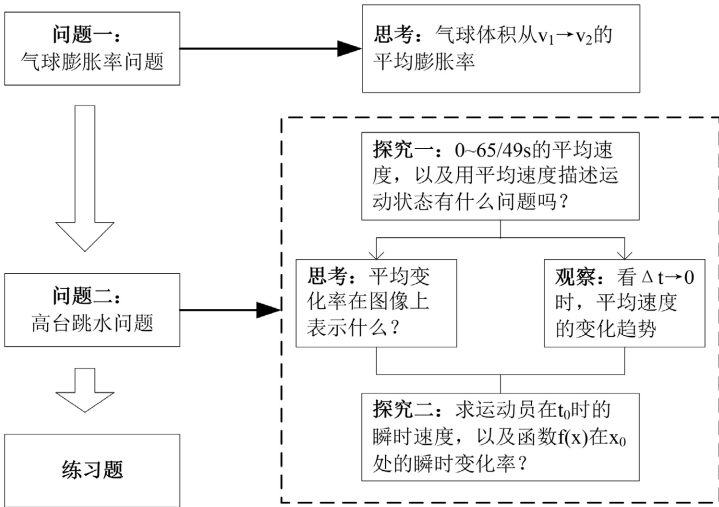 问题一：
气球膨胀率问题
思考：气球体积从v₁→v₂的
平均膨胀率
探究一：0~65/49s的平均速
度，以及用平均速度描述运
动状态有什么问题吗？
思考：平均变
化率在图像上
表示什么？
观察：看Δt→0
时，平均速度
的变化趋势
问题二：
高台跳水问题
探究二：求运动员在t₀时的
瞬时速度，以及函数f(x)在x₀
处的瞬时变化率？
练习题